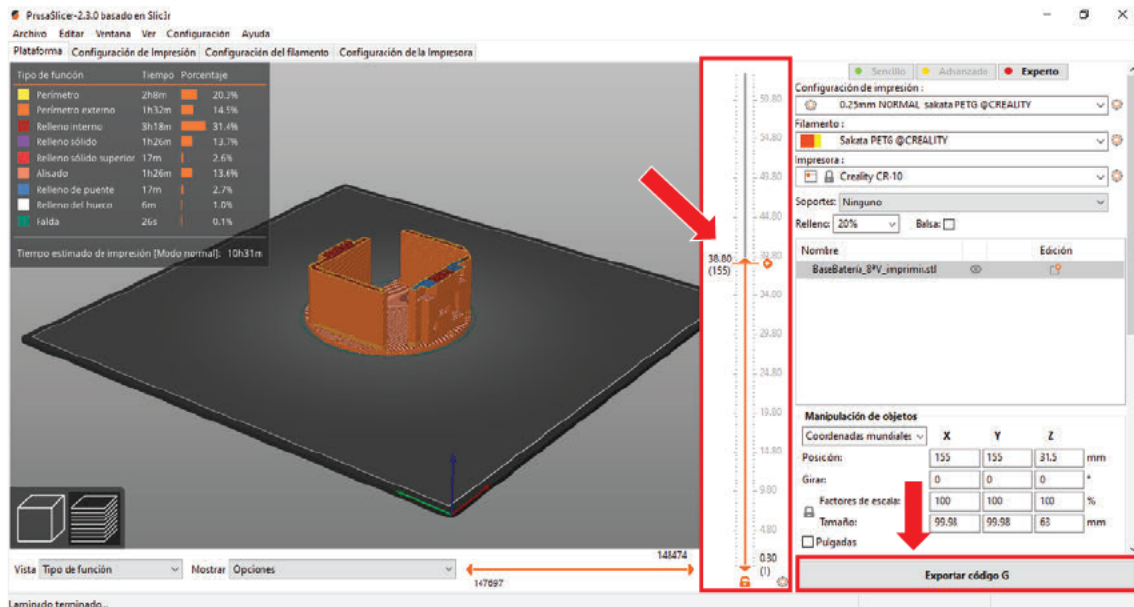 PrusaSlicer-2.3.0 basado en Slic3r
Archivo Editar Ventana Ver Configuración Ayuda
Plataforma Configuración de Impresión Configuración del filamento Configuración de la Impresora
Tipo de función Tiempo Porcentaje
Perímetro 2h8m 20.3%
Perímetro externo 1h32m 14.5%
Relleno interno 3h18m 31.4%
Relleno sólido 1h26m 13.7%
Relleno sólido superior 17m 2.6%
Alisado 1h26m 13.6%
Relleno de puente 17m 2.7%
Relleno del hueco 6m 1.0%
Falda 26s 0.1%
Tiempo estimado de impresión [Modo normal]: 10h31m
59.80
54.80
49.80
44.00
39.80
38.80
(155)
34.00
29.80
24.80
19.80
14.80
9.80
4.80
0.30
(1)
Sencillo Advanzado Experto
Configuración de impresión :
0.25mm NORMAL sakata PETG @CREALITY
Filamento :
Sakata PETG @CREALITY
Impresora :
Creality CR-10
Soportes: Ninguno
Relleno: 20% Balsa:
Nombre Edición
BaseBatería_8ªV_imprimir.stl
Manipulación de objetos
Coordenadas mundiales X Y Z
Posición: 155 155 31.5 mm
Girar: 0 0 0 °
Factores de escala: 100 100 100 %
Tamaño: 99.98 99.98 63 mm
Pulgadas
Exportar código G
Vista Tipo de función Mostrar Opciones
148474
147697
Laminado terminado...